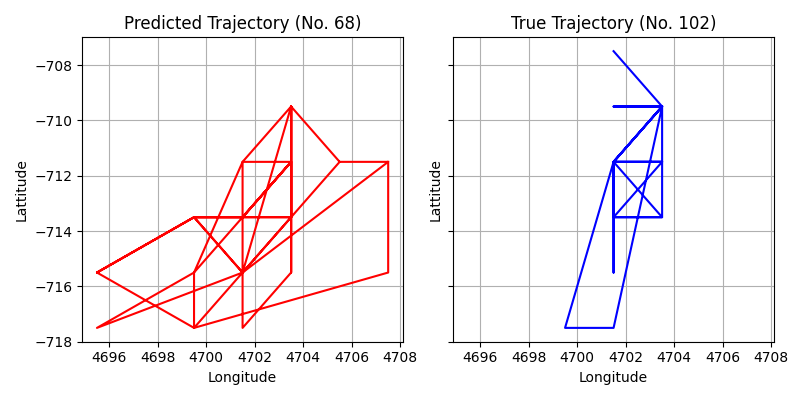 Predicted Trajectory (No. 68)
True Trajectory (No. 102)
−708
−710
−712
−714
−716
−718
Lattitude
Lattitude
4696 4698 4700 4702 4704 4706 4708
4696 4698 4700 4702 4704 4706 4708
Longitude
Longitude